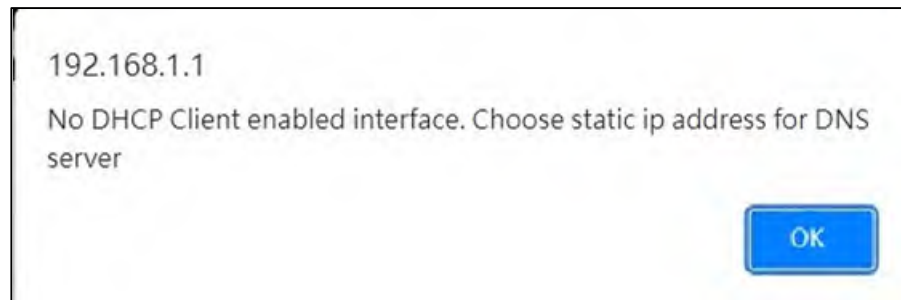 192.168.1.1
No DHCP Client enabled interface. Choose static ip address for DNS
server
OK